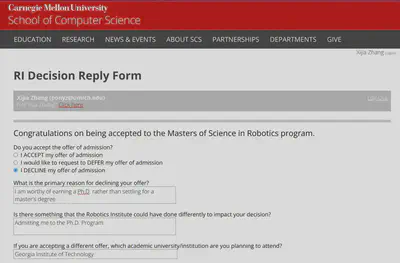 Carnegie Mellon University
School of Computer Science
EDUCATION RESEARCH NEWS & EVENTS ABOUT SCS PARTNERSHIPS DEPARTMENTS GIVE
Xijia Zhang
RI Decision Reply Form
Xijia Zhang
Not Xijia Zhang? Click here
Congratulations on being accepted to the Masters of Science in Robotics program.
Do you accept the offer of admission?
I ACCEPT my offer of admission
I would like to request to DEFER my offer of admission
I DECLINE my offer of admission
What is the primary reason for declining your offer?
I am worthy of earning a Ph.D. rather than settling for a
master's degree
Is there something that the Robotics Institute could have done differently to impact your decision?
Admitting me to the Ph.D. Program
If you are accepting a different offer, which academic university/institution are you planning to attend?
Georgia Institute of Technology